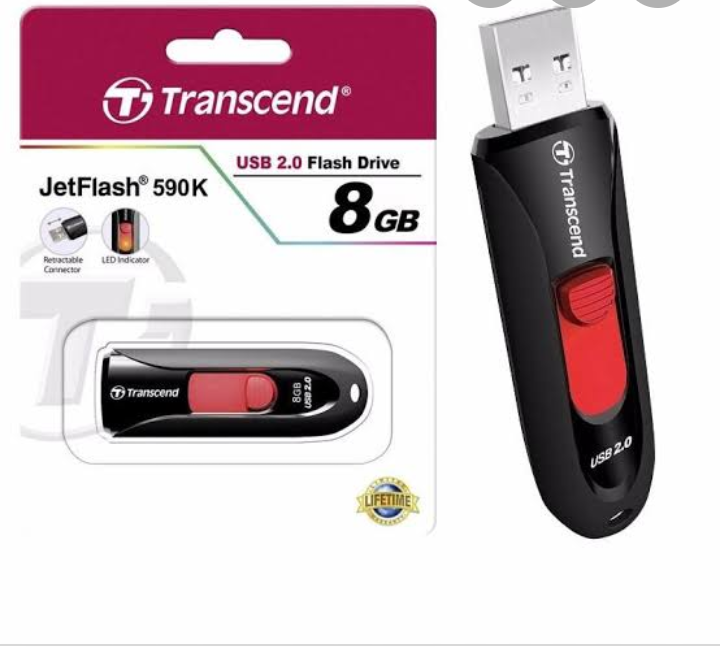 Transcend®
USB 2.0 Flash Drive
JetFlash® 590K
8GB
Retractable
Connector
LED Indicator
Transcend
8GB
USB 2.0
LIFETIME
Transcend
USB 2.0